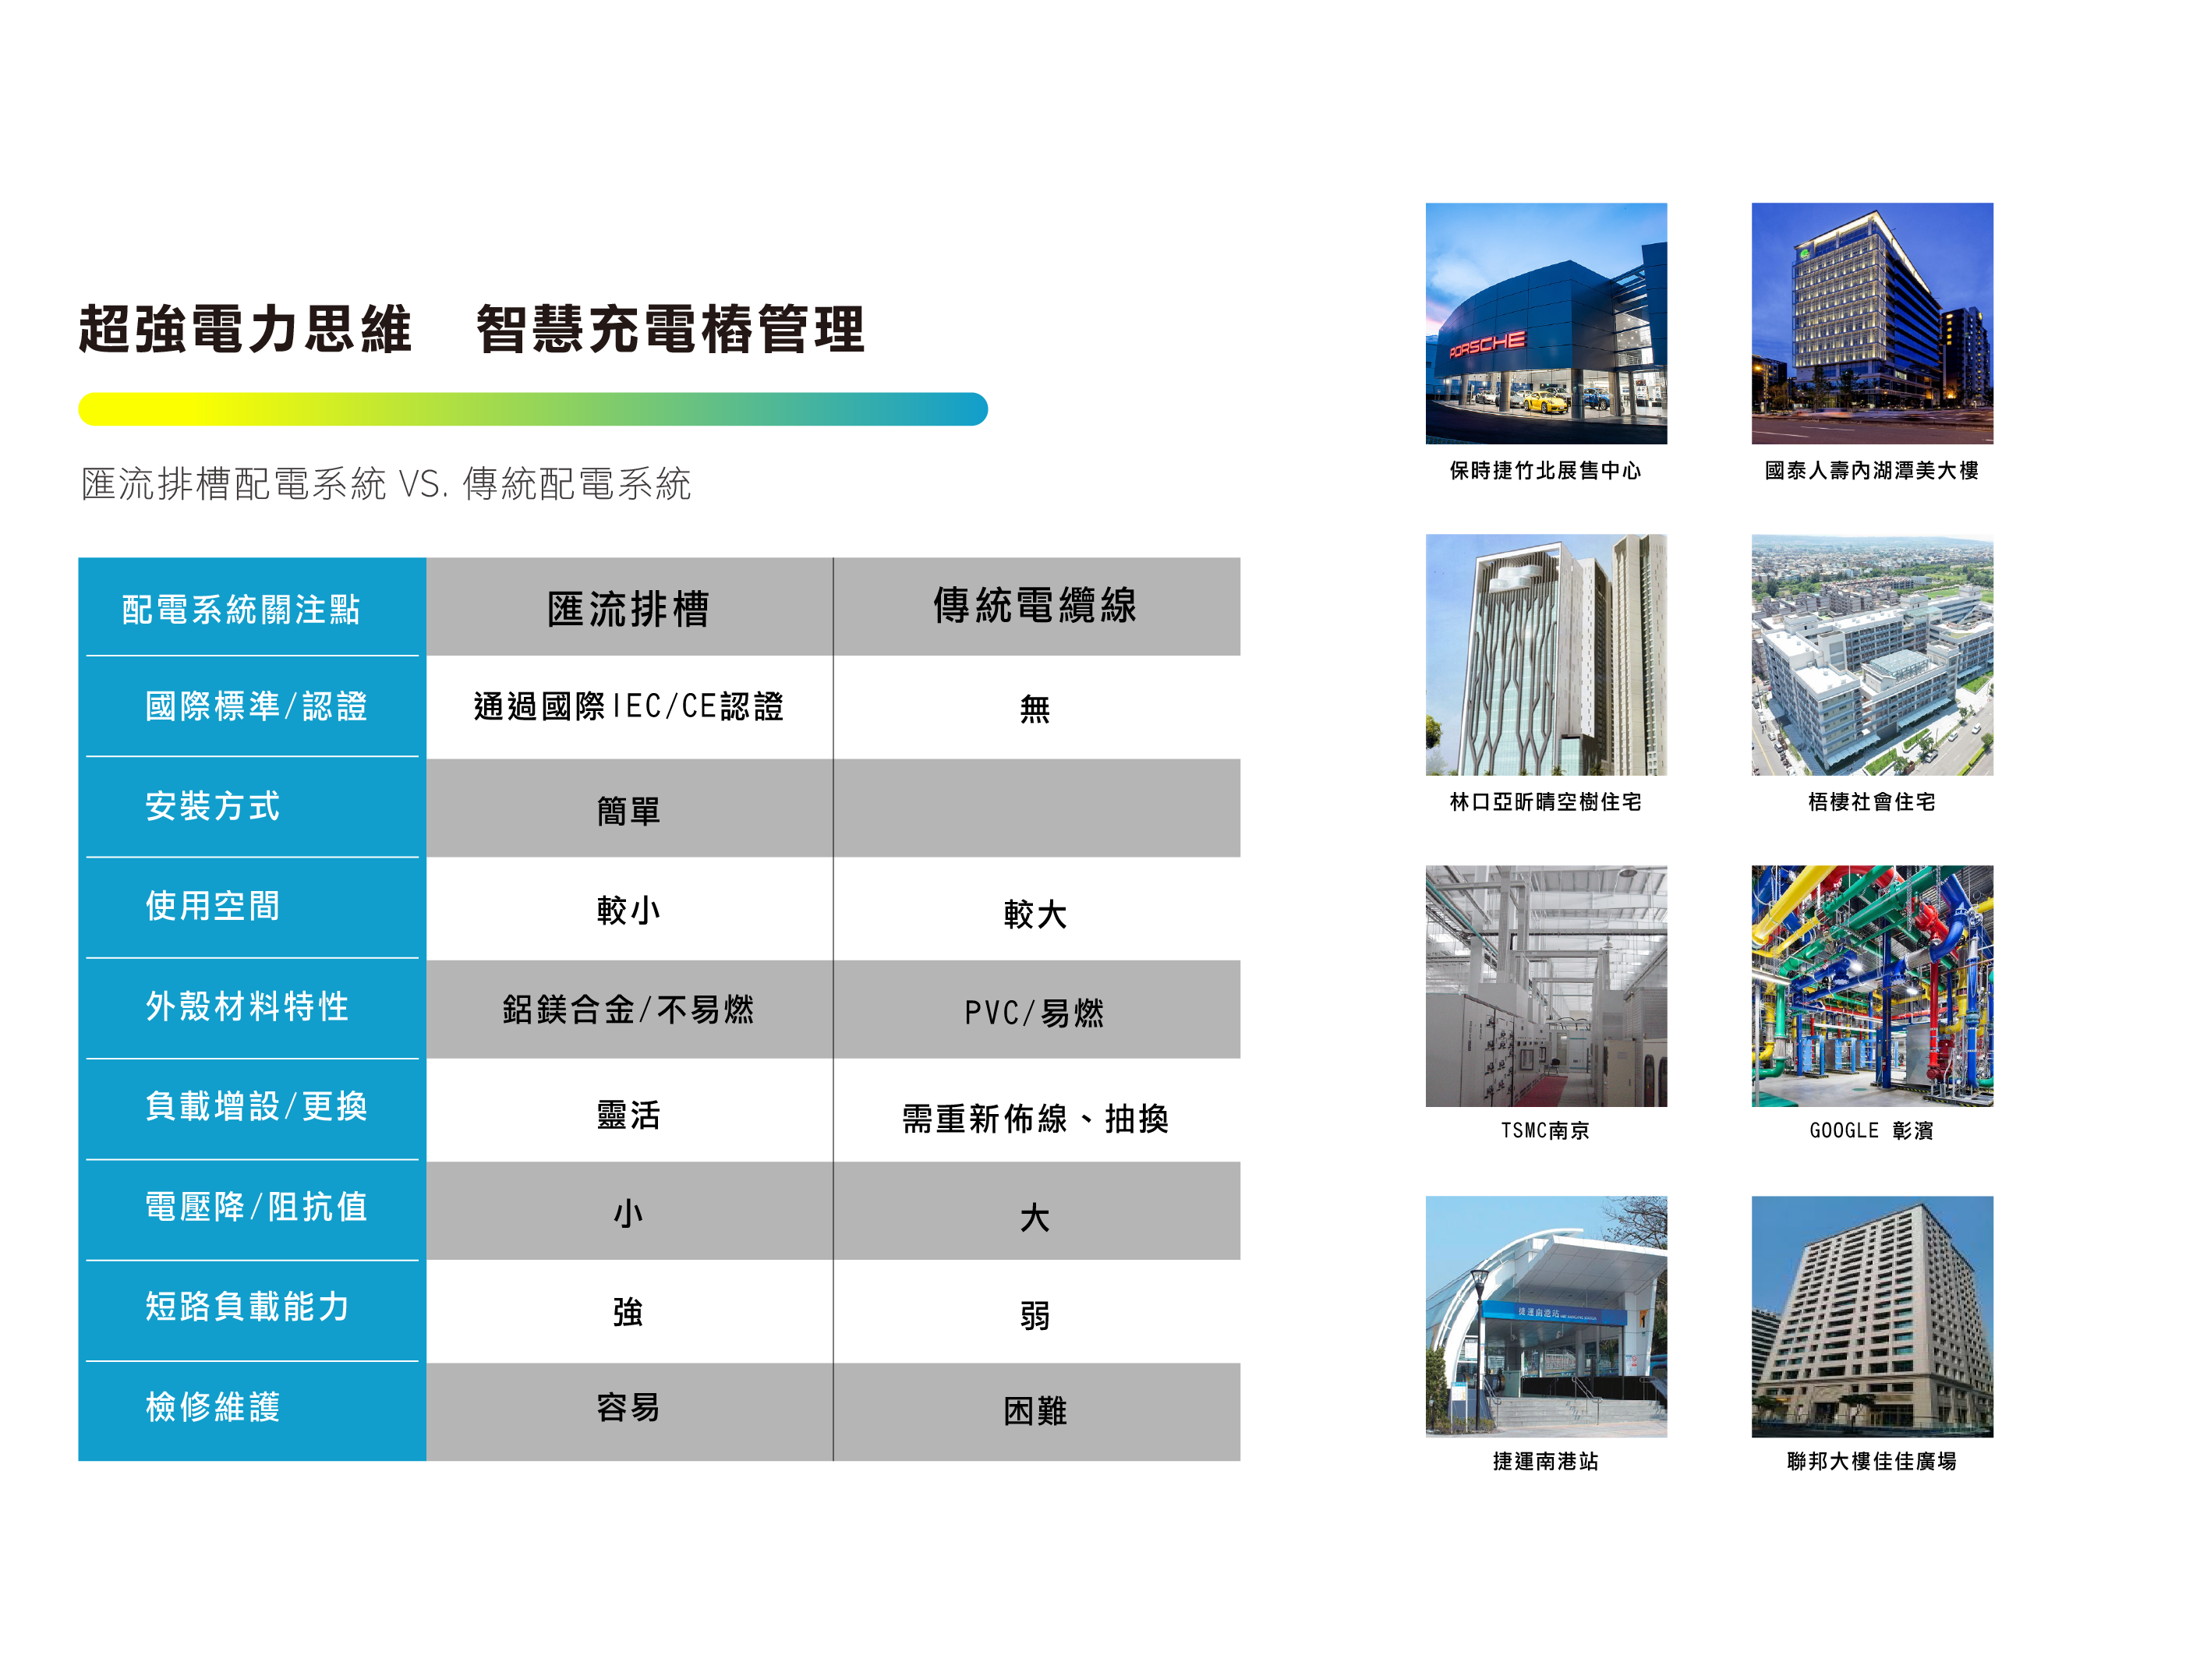 超強電力思維　智慧充電樁管理
匯流排槽配電系統 VS. 傳統配電系統
配電系統關注點 匯流排槽 傳統電纜線
國際標準/認證 通過國際IEC/CE認證 無
安裝方式 簡單
使用空間 較小 較大
外殼材料特性 鋁鎂合金/不易燃 PVC/易燃
負載增設/更換 靈活 需重新佈線、抽換
電壓降/阻抗值 小 大
短路負載能力 強 弱
檢修維護 容易 困難
PORSCHE
保時捷竹北展售中心 國泰人壽內湖潭美大樓
林口亞昕晴空樹住宅 梧棲社會住宅
TSMC南京 GOOGLE 彰濱
捷運南港站
捷運南港站 聯邦大樓佳佳廣場